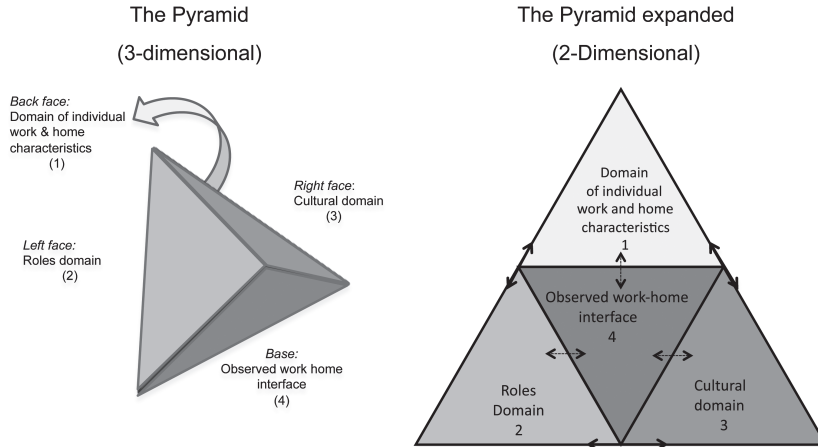 The Pyramid
(3-dimensional)
Back face:
Domain of individual
work & home
characteristics
(1)
Right face:
Cultural domain
(3)
Left face:
Roles domain
(2)
Base:
Observed work home
interface
(4)
The Pyramid expanded
(2-Dimensional)
Domain
of individual
work and home
characteristics
1
Observed work-home
interface
4
Roles
Domain
2
Cultural
domain
3